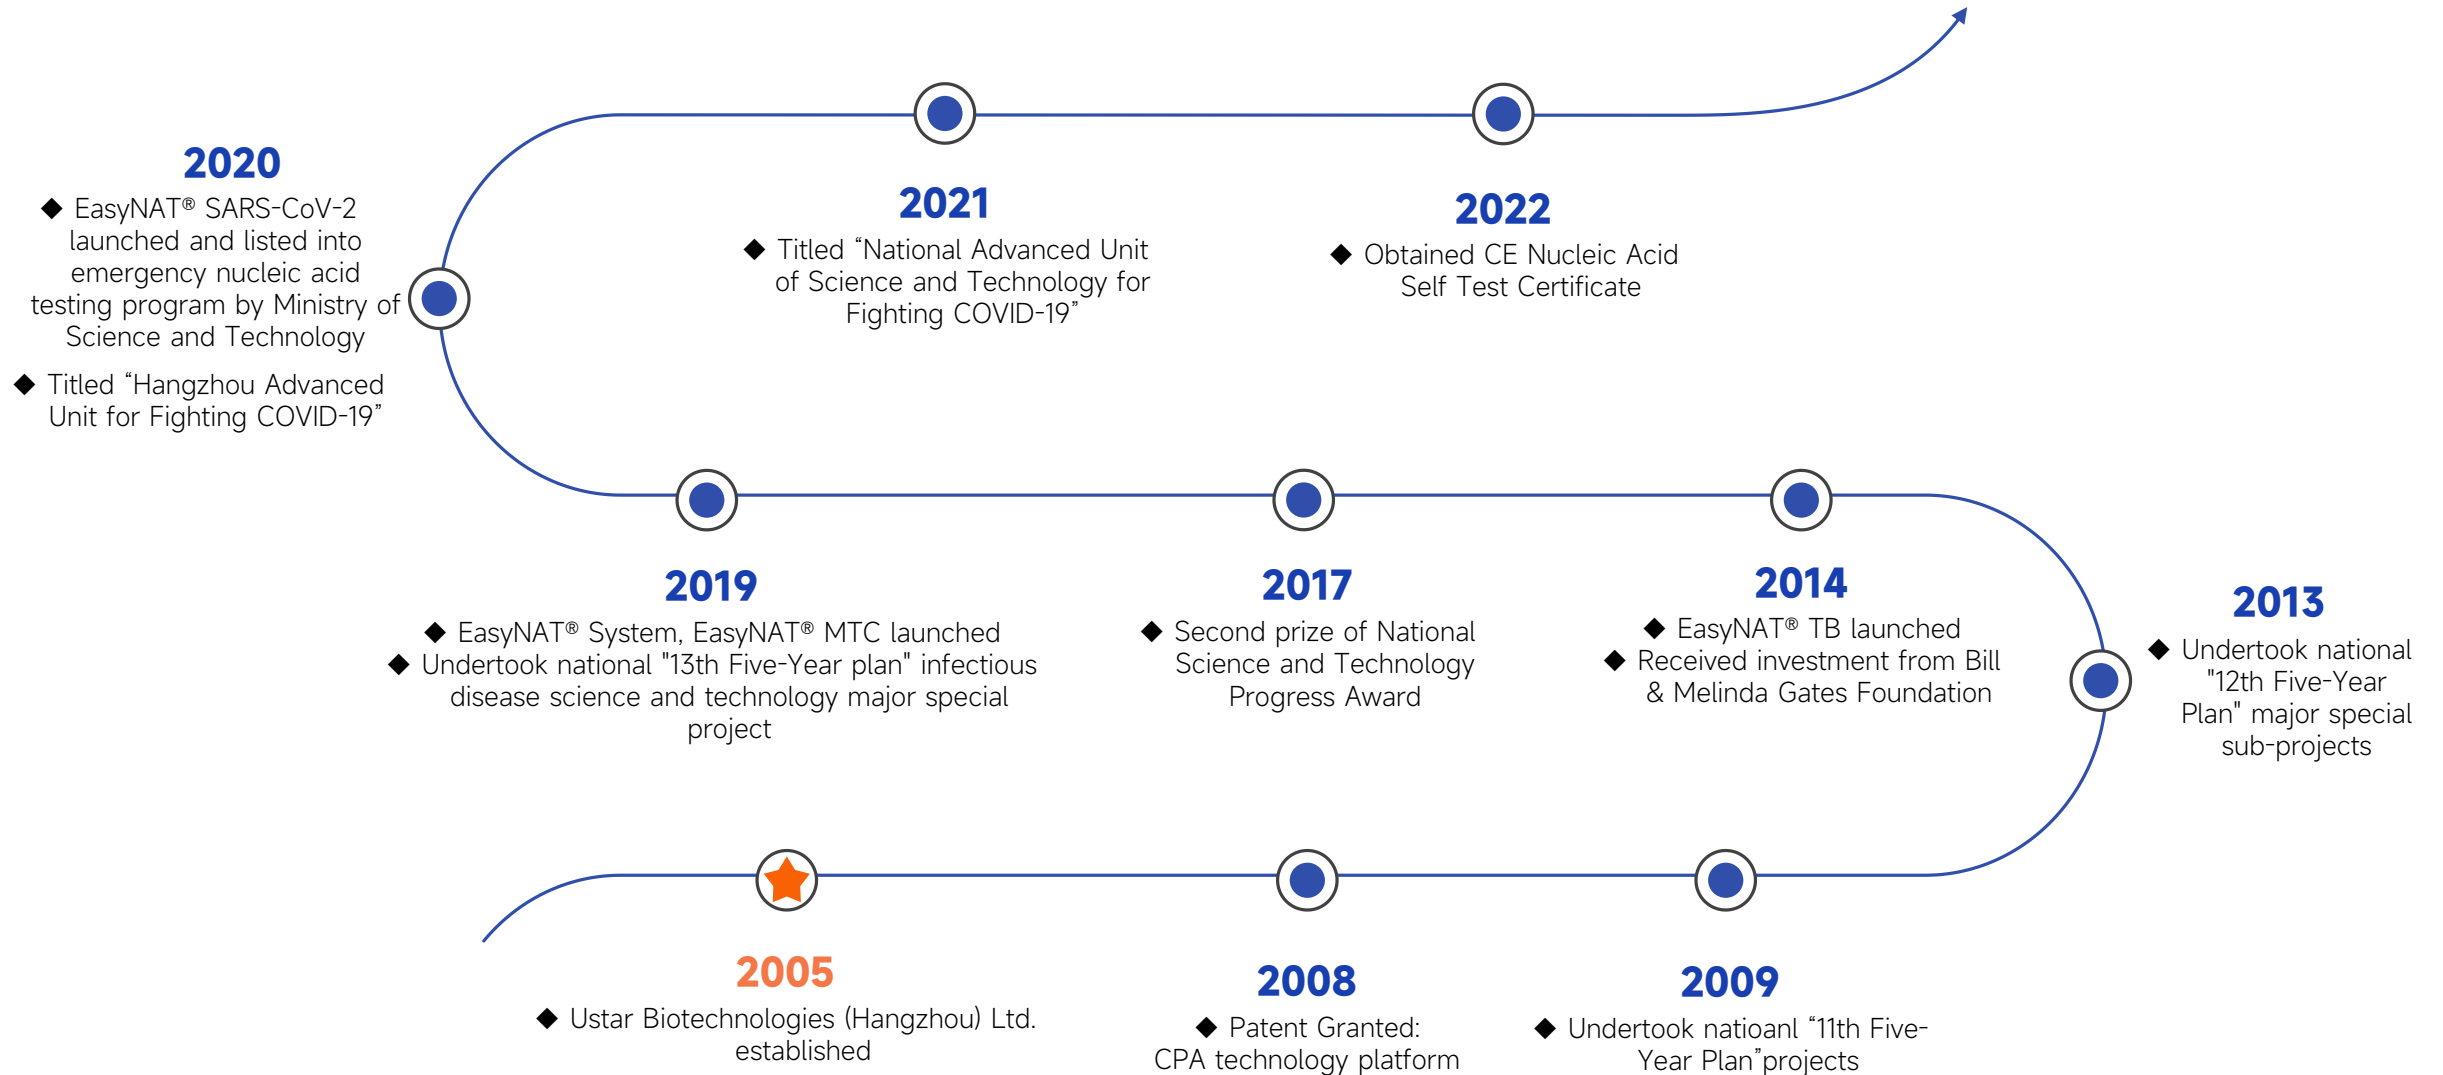 2020
◆ EasyNAT® SARS-CoV-2
launched and listed into
emergency nucleic acid
testing program by Ministry of
Science and Technology
◆ Titled “Hangzhou Advanced
Unit for Fighting COVID-19”
2021
◆ Titled “National Advanced Unit
of Science and Technology for
Fighting COVID-19”
2022
◆ Obtained CE Nucleic Acid
Self Test Certificate
2019
◆ EasyNAT® System, EasyNAT® MTC launched
◆ Undertook national "13th Five-Year plan" infectious
disease science and technology major special
project
2017
◆ Second prize of National
Science and Technology
Progress Award
2014
◆ EasyNAT® TB launched
◆ Received investment from Bill
& Melinda Gates Foundation
2013
◆ Undertook national
"12th Five-Year
Plan" major special
sub-projects
2005
◆ Ustar Biotechnologies (Hangzhou) Ltd.
established
2008
◆ Patent Granted:
CPA technology platform
2009
◆ Undertook natioanl “11th Five-
Year Plan”projects